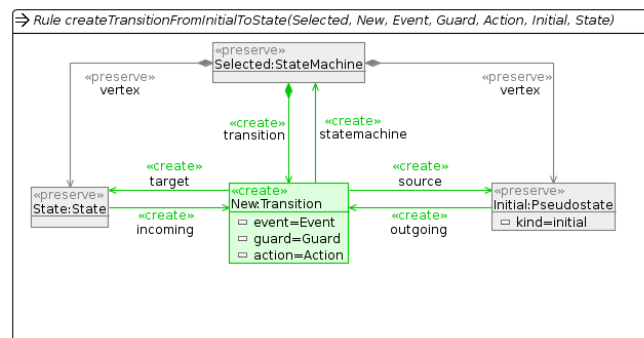 Rule createTransitionFromInitialToState(Selected, New, Event, Guard, Action, Initial, State)
«preserve»
Selected:StateMachine
«preserve»
vertex
«preserve»
vertex
«create»
transition
«create»
statemachine
«create»
target
«create»
source
«preserve»
State:State
«create»
New:Transition
event=Event
guard=Guard
action=Action
«preserve»
Initial:Pseudostate
kind=initial
«create»
incoming
«create»
outgoing